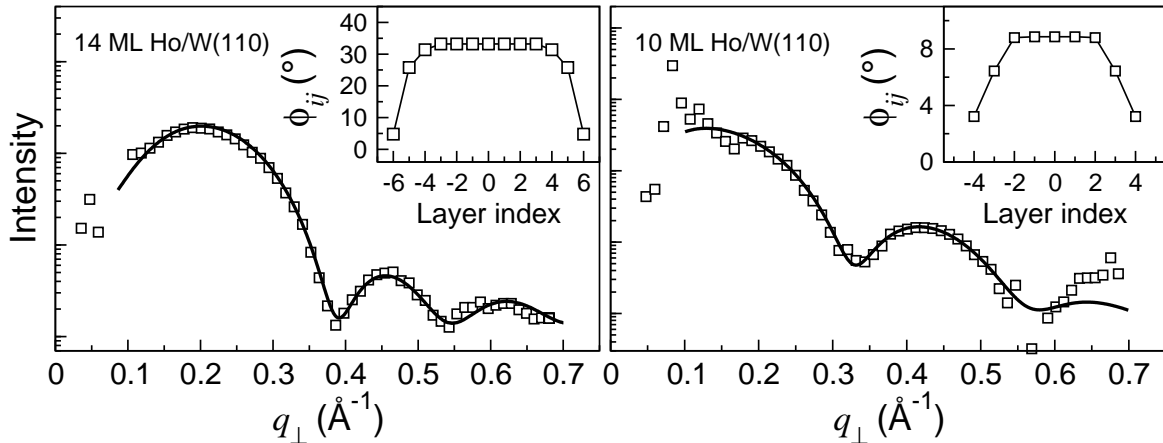 14 ML Ho/W(110)
ϕij (°)
40
30
20
10
0
-6 -4 -2 0 2 4 6
Layer index
Intensity
0 0.1 0.2 0.3 0.4 0.5 0.6 0.7
q⊥ (Å-1)
10 ML Ho/W(110)
ϕij (°)
8
4
0
-4 -2 0 2 4
Layer index
0 0.1 0.2 0.3 0.4 0.5 0.6 0.7
q⊥ (Å-1)